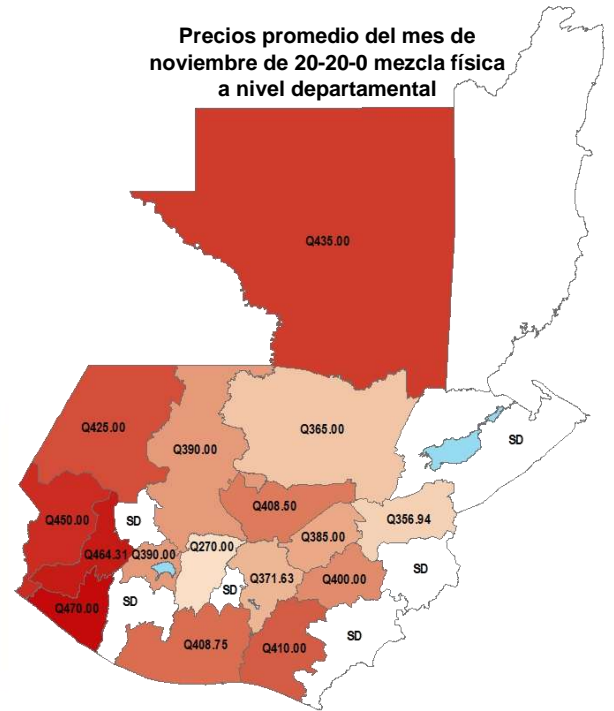 Precios promedio del mes de
noviembre de 20-20-0 mezcla física
a nivel departamental
Q435.00
Q425.00
Q390.00
Q365.00
SD
Q450.00
SD
Q408.50
Q356.94
Q464.31
Q390.00
Q270.00
Q385.00
Q371.63
Q400.00
SD
SD
SD
Q470.00
SD
Q408.75
Q410.00